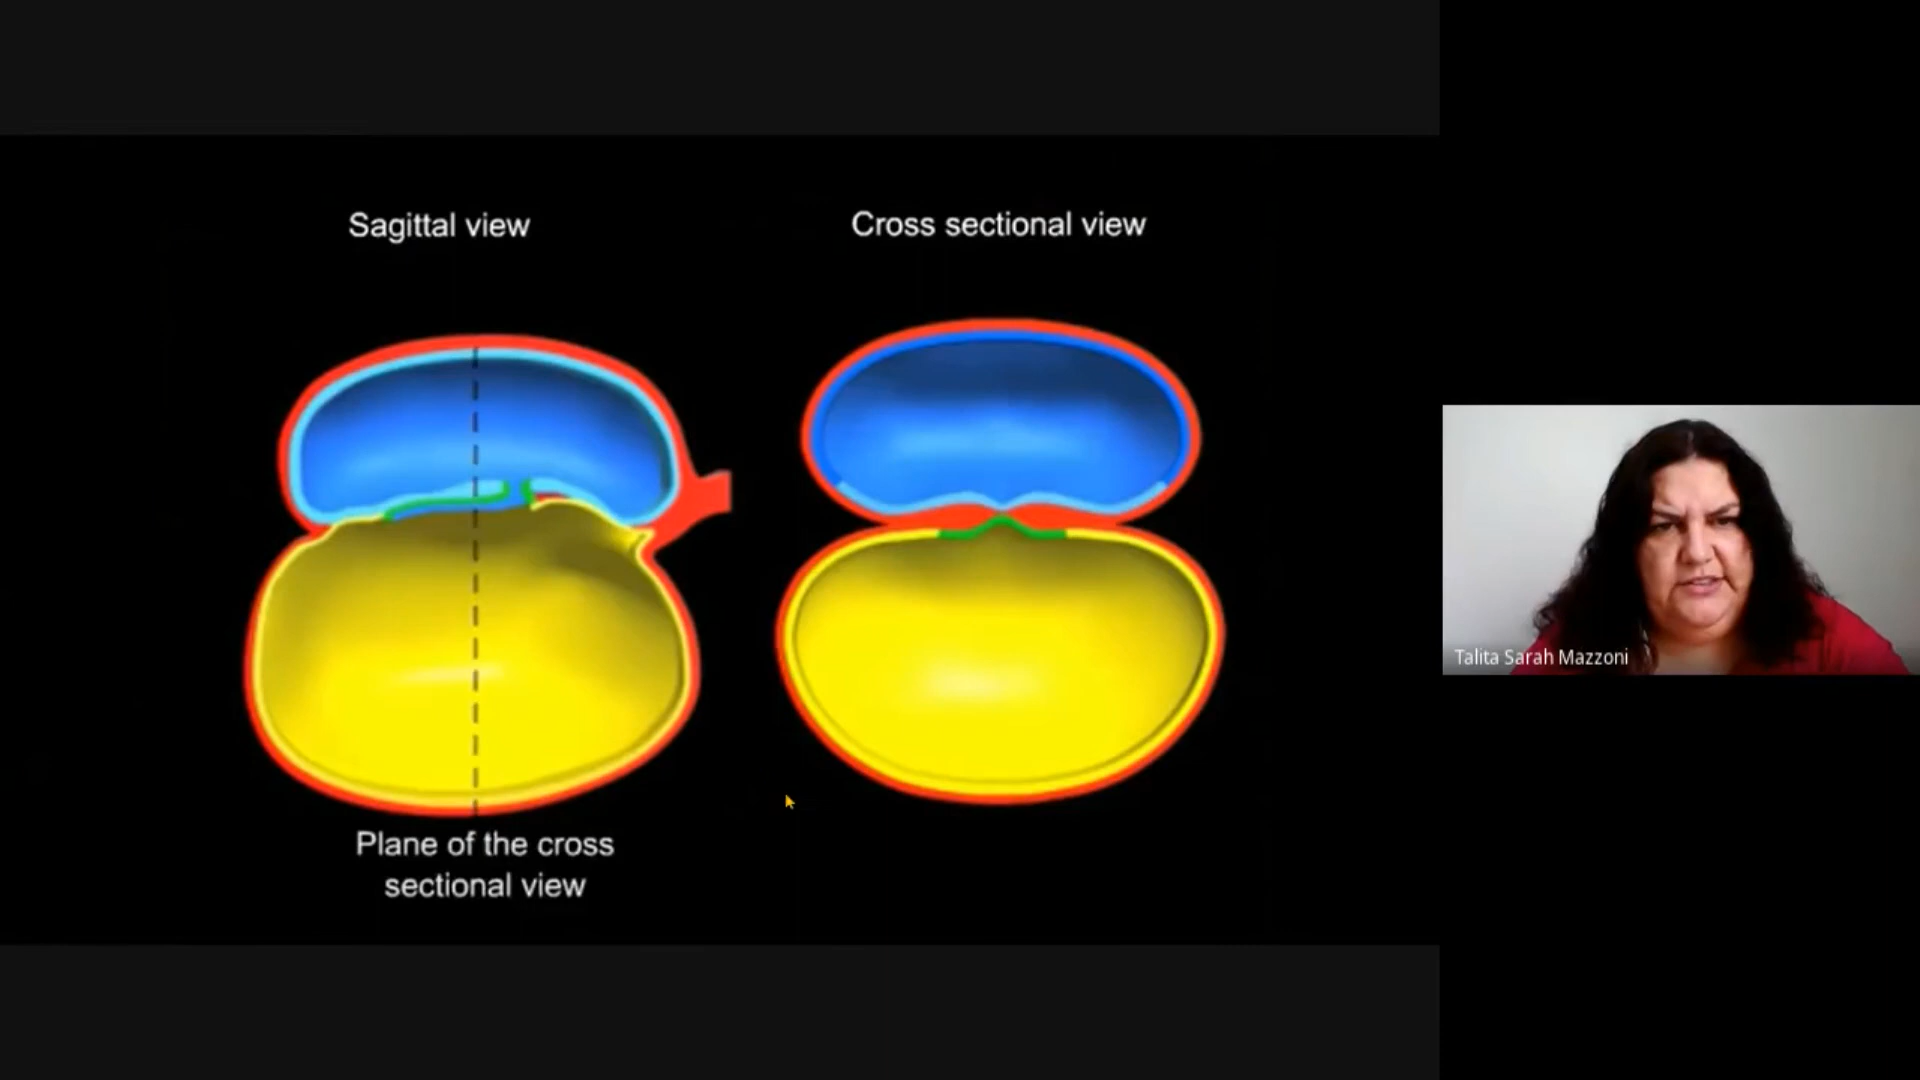 Sagittal view
Cross sectional view
Plane of the cross
sectional view
Talita Sarah Mazzoni